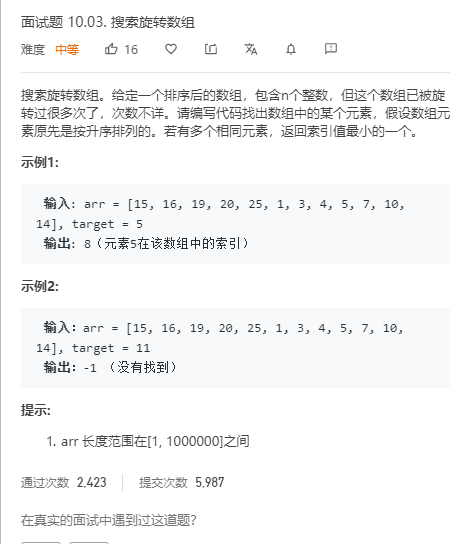 面试题 10.03. 搜索旋转数组
难度 中等 16
搜索旋转数组。给定一个排序后的数组，包含n个整数，但这个数组已被旋
转过很多次了，次数不详。请编写代码找出数组中的某个元素，假设数组元
素原先是按升序排列的。若有多个相同元素，返回索引值最小的一个。
示例1:
输入: arr = [15, 16, 19, 20, 25, 1, 3, 4, 5, 7, 10,
14], target = 5
输出: 8（元素5在该数组中的索引）
示例2:
输入：arr = [15, 16, 19, 20, 25, 1, 3, 4, 5, 7, 10,
14], target = 11
输出：-1 （没有找到）
提示:
1. arr 长度范围在[1, 1000000]之间
通过次数 2,423 提交次数 5,987
在真实的面试中遇到过这道题？